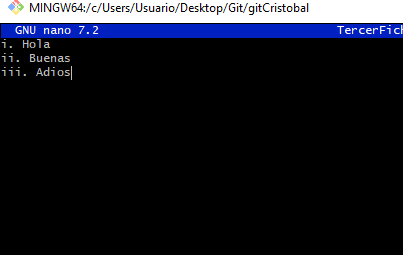 MINGW64:/c/Users/Usuario/Desktop/Git/gitCristobal
GNU nano 7.2 TercerFich
i. Hola
ii. Buenas
iii. Adios